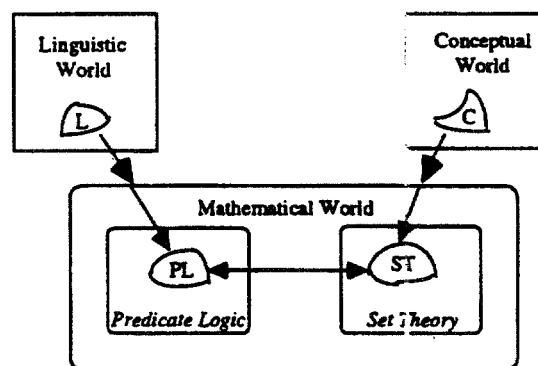 Linguistic
World
L
Conceptual
World
C
Mathematical World
PL
Predicate Logic
ST
Set Theory